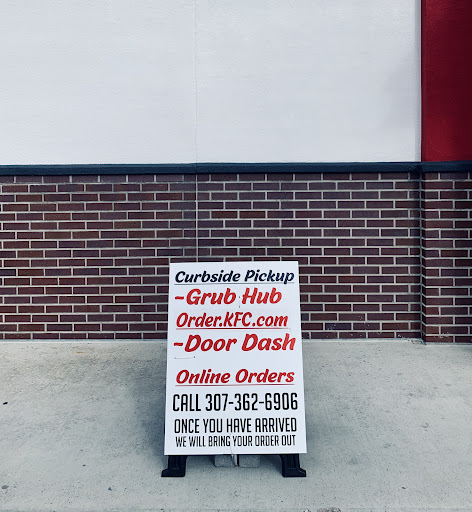 Curbside Pickup
-Grub Hub
Order.KFC.com
-Door Dash
Online Orders
CALL 307-362-6906
ONCE YOU HAVE ARRIVED
WE WILL BRING YOUR ORDER OUT